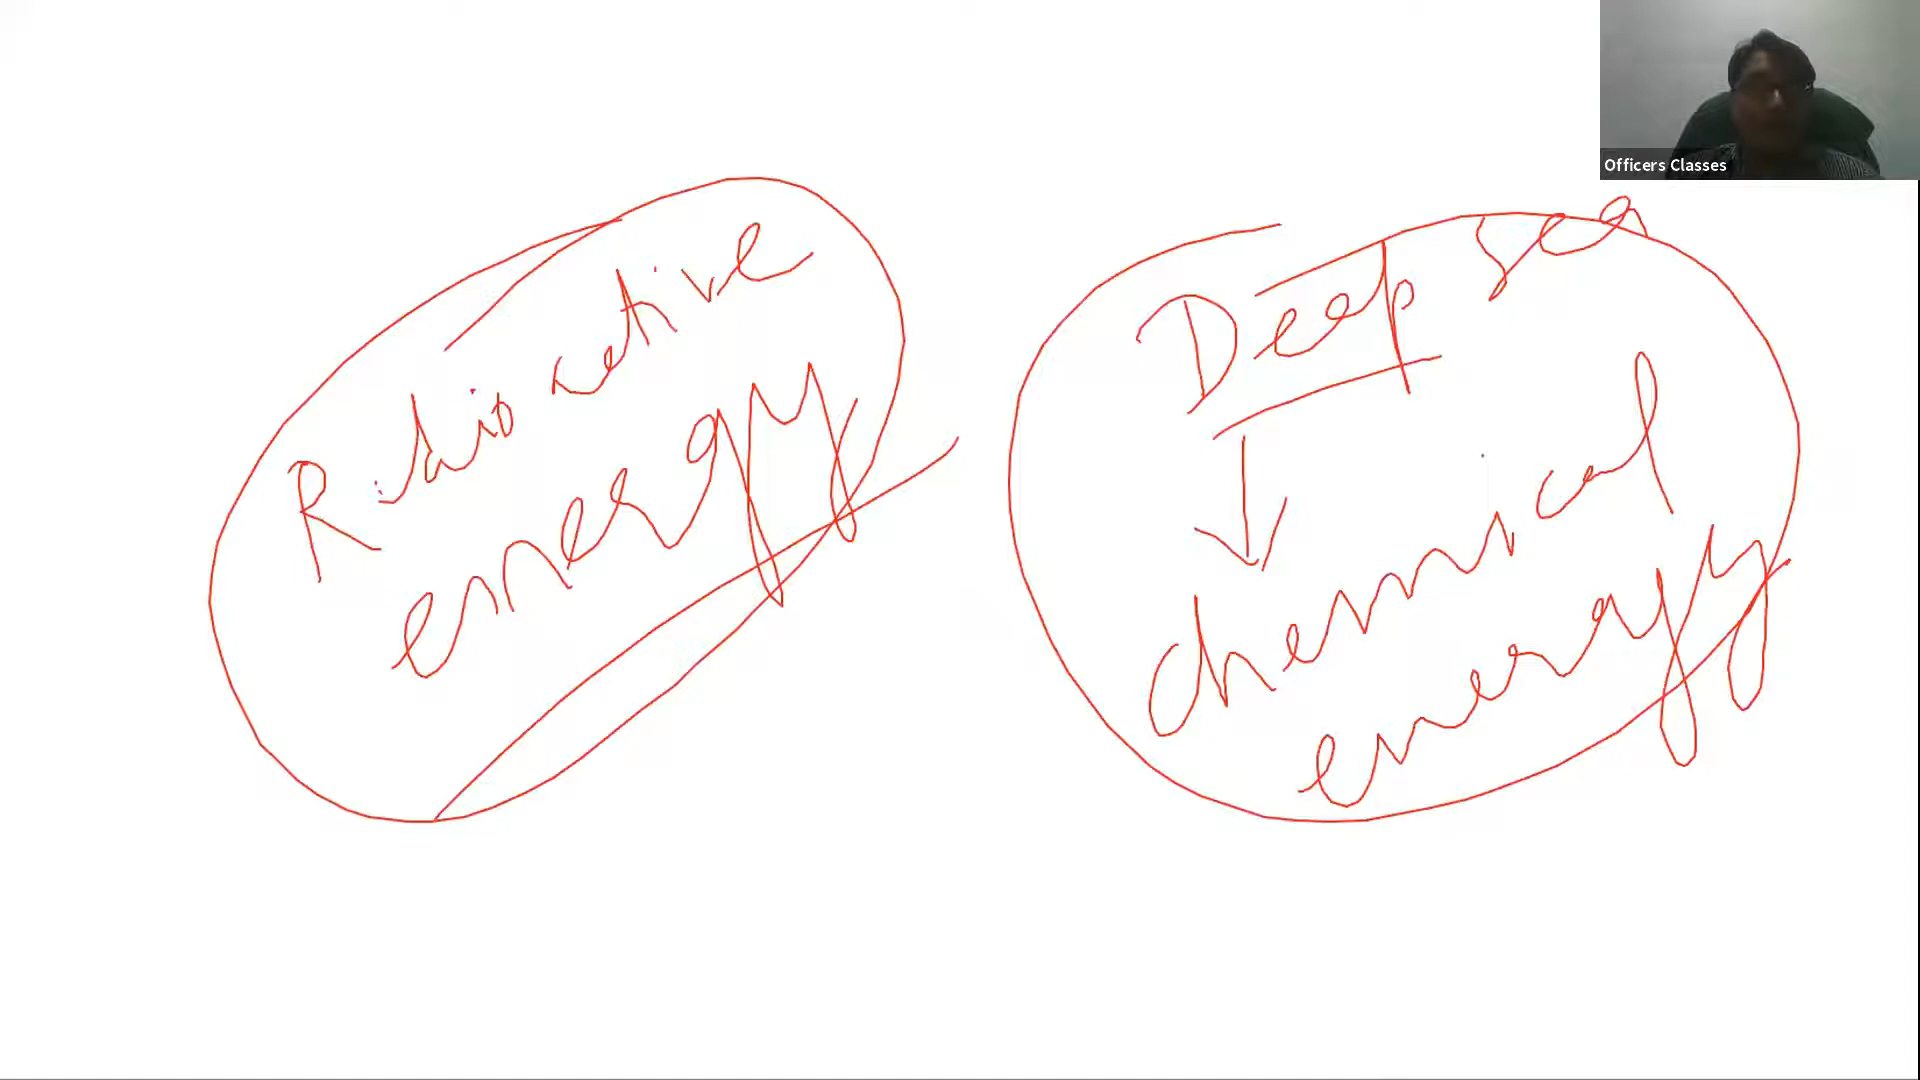 Officers Classes
Radioactive
energy
Deep sea
↓
chemical
energy